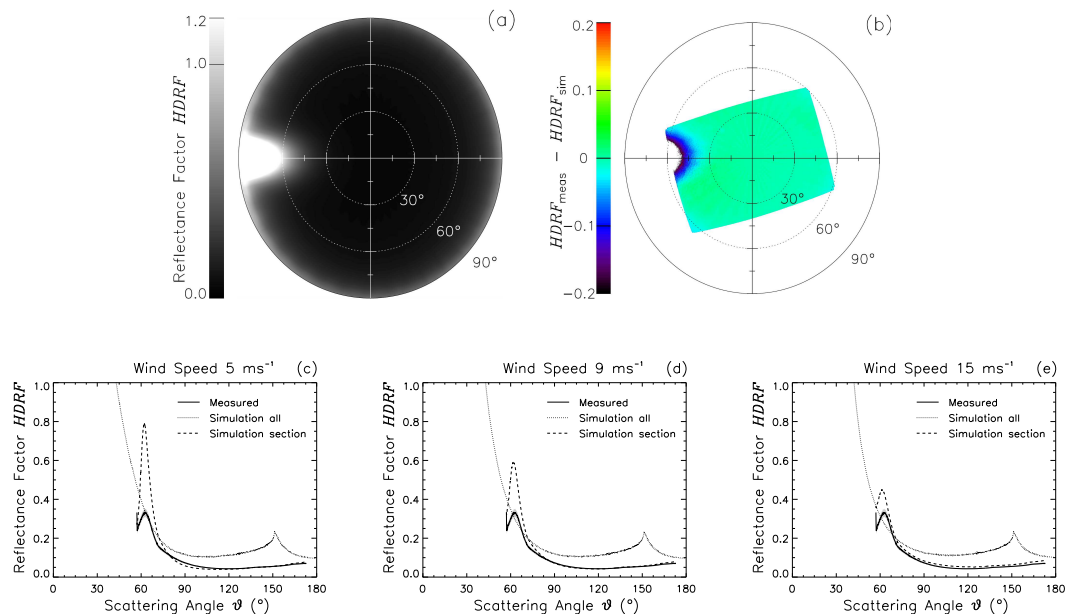 (a)
Reflectance Factor HDRF
1.2
1.0
0.0
30°
60°
90°
(b)
HDRF_meas − HDRF_sim
0.2
0.1
0
-0.1
-0.2
30°
60°
90°
Wind Speed 5 ms⁻¹ (c)
Reflectance Factor HDRF
1.0
0.8
0.6
0.4
0.2
0.0
Measured
Simulation all
Simulation section
0 30 60 90 120 150 180
Scattering Angle ϑ (°)
Wind Speed 9 ms⁻¹ (d)
Reflectance Factor HDRF
1.0
0.8
0.6
0.4
0.2
0.0
Measured
Simulation all
Simulation section
0 30 60 90 120 150 180
Scattering Angle ϑ (°)
Wind Speed 15 ms⁻¹ (e)
Reflectance Factor HDRF
1.0
0.8
0.6
0.4
0.2
0.0
Measured
Simulation all
Simulation section
0 30 60 90 120 150 180
Scattering Angle ϑ (°)